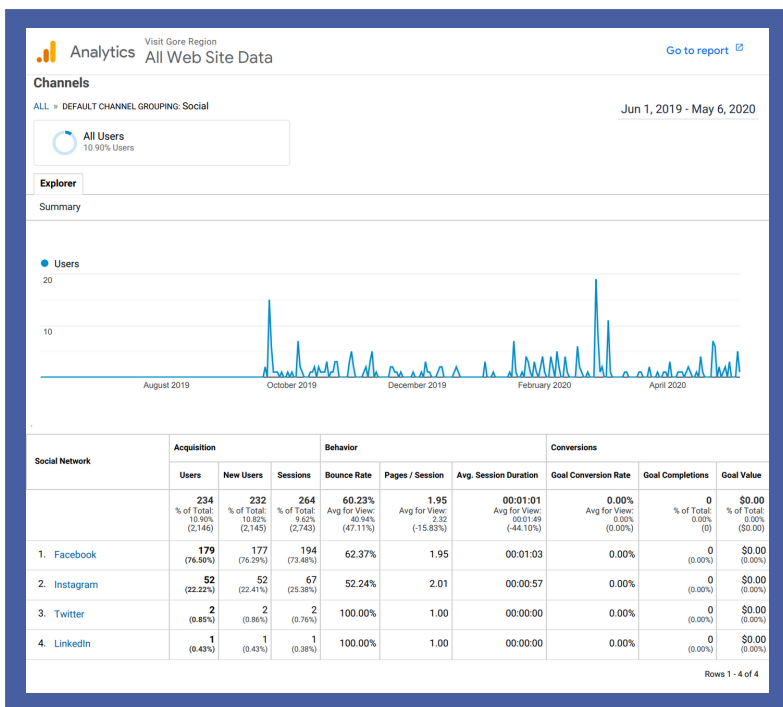 Analytics
Visit Gore Region
All Web Site Data
Go to report
Channels
ALL » DEFAULT CHANNEL GROUPING: Social
Jun 1, 2019 - May 6, 2020
All Users
10.90% Users
Explorer
Summary
Users
20
10
August 2019 October 2019 December 2019 February 2020 April 2020
Social Network Acquisition Behavior Conversions
Users New Users Sessions Bounce Rate Pages / Session Avg. Session Duration Goal Conversion Rate Goal Completions Goal Value
234 232 264 60.23% 1.95 00:01:01 0.00% 0 $0.00
% of Total: % of Total: % of Total: Avg for View: Avg for View: Avg for View: Avg for View: % of Total: % of Total:
10.90% 10.82% 9.62% 40.94% 2.32 00:01:49 0.00% 0.00% 0.00%
(2,146) (2,145) (2,743) (47.11%) (-15.83%) (-44.10%) (0.00%) (0) ($0.00)
1. Facebook 179 177 194 62.37% 1.95 00:01:03 0.00% 0 $0.00
(76.50%) (76.29%) (73.48%) (0.00%) (0.00%)
2. Instagram 52 52 67 52.24% 2.01 00:00:57 0.00% 0 $0.00
(22.22%) (22.41%) (25.38%) (0.00%) (0.00%)
3. Twitter 2 2 2 100.00% 1.00 00:00:00 0.00% 0 $0.00
(0.85%) (0.86%) (0.76%) (0.00%) (0.00%)
4. LinkedIn 1 1 1 100.00% 1.00 00:00:00 0.00% 0 $0.00
(0.43%) (0.43%) (0.38%) (0.00%) (0.00%)
Rows 1 - 4 of 4